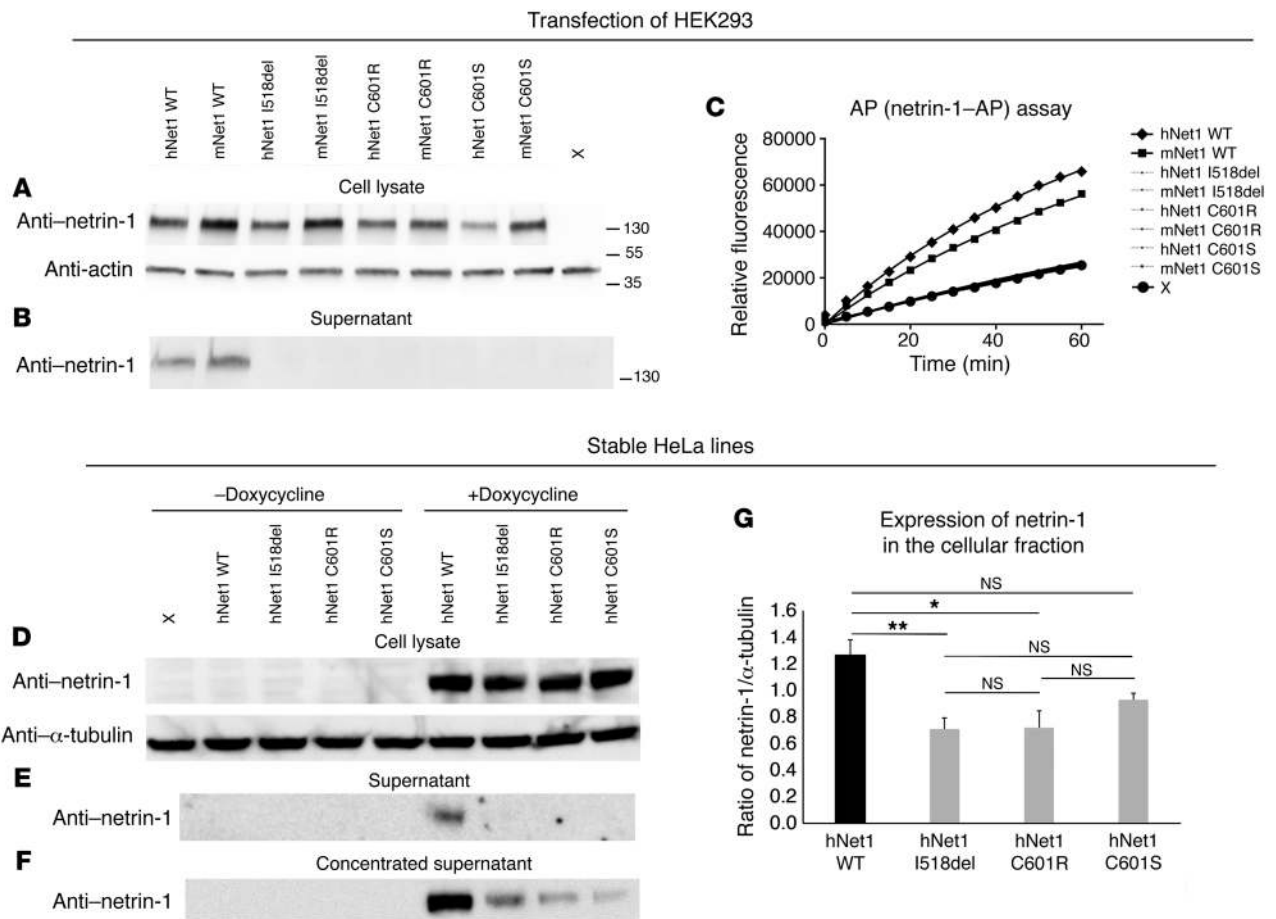 Transfection of HEK293
hNet1 WT
mNet1 WT
hNet1 I518del
mNet1 I518del
hNet1 C601R
mNet1 C601R
hNet1 C601S
mNet1 C601S
X
A
Cell lysate
Anti–netrin-1
130
55
Anti-actin
35
B
Supernatant
Anti–netrin-1
130
C
AP (netrin-1–AP) assay
Relative fluorescence
80000
60000
40000
20000
0
0
20
40
60
Time (min)
hNet1 WT
mNet1 WT
hNet1 I518del
mNet1 I518del
hNet1 C601R
mNet1 C601R
hNet1 C601S
mNet1 C601S
X
Stable HeLa lines
–Doxycycline
+Doxycycline
X
hNet1 WT
hNet1 I518del
hNet1 C601R
hNet1 C601S
hNet1 WT
hNet1 I518del
hNet1 C601R
hNet1 C601S
D
Cell lysate
Anti–netrin-1
Anti–α-tubulin
E
Supernatant
Anti–netrin-1
F
Concentrated supernatant
Anti–netrin-1
G
Expression of netrin-1
in the cellular fraction
Ratio of netrin-1/α-tubulin
1.6
1.4
1.2
1.0
0.8
0.6
0.4
0.2
0.0
NS
*
**
NS
NS
NS
hNet1
WT
hNet1
I518del
hNet1
C601R
hNet1
C601S